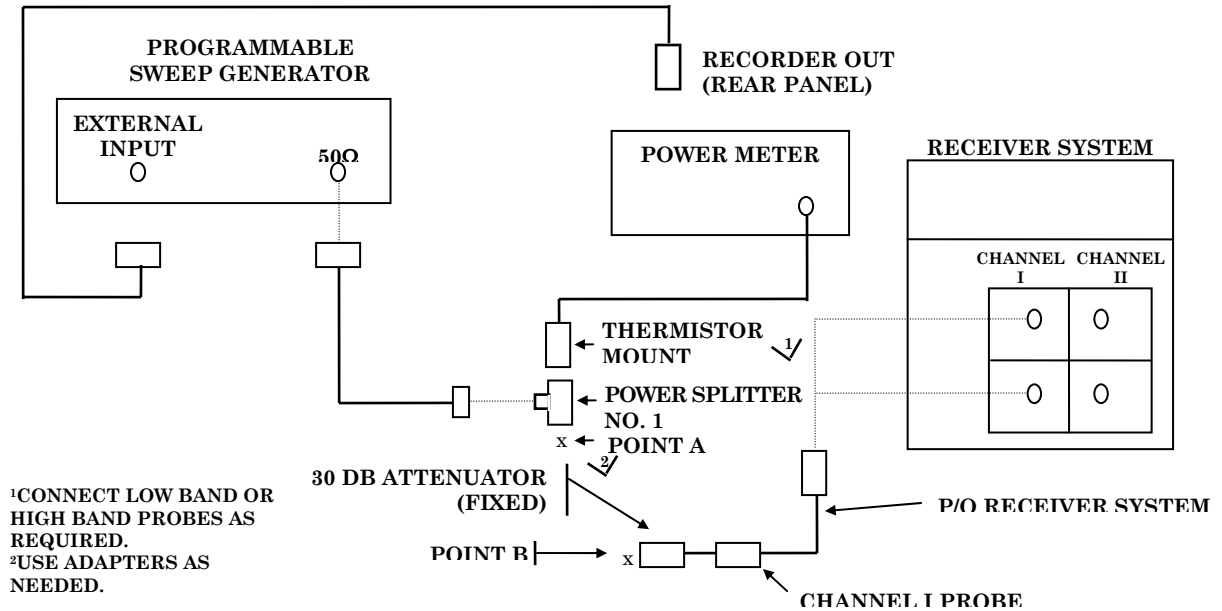 PROGRAMMABLE
SWEEP GENERATOR
RECORDER OUT
(REAR PANEL)
EXTERNAL
INPUT
50Ω
POWER METER
RECEIVER SYSTEM
CHANNEL
I
CHANNEL
II
THERMISTOR
MOUNT
1
POWER SPLITTER
NO. 1
x
POINT A
2
30 DB ATTENUATOR
(FIXED)
P/O RECEIVER SYSTEM
POINT B
x
CHANNEL I PROBE
¹CONNECT LOW BAND OR
HIGH BAND PROBES AS
REQUIRED.
²USE ADAPTERS AS
NEEDED.